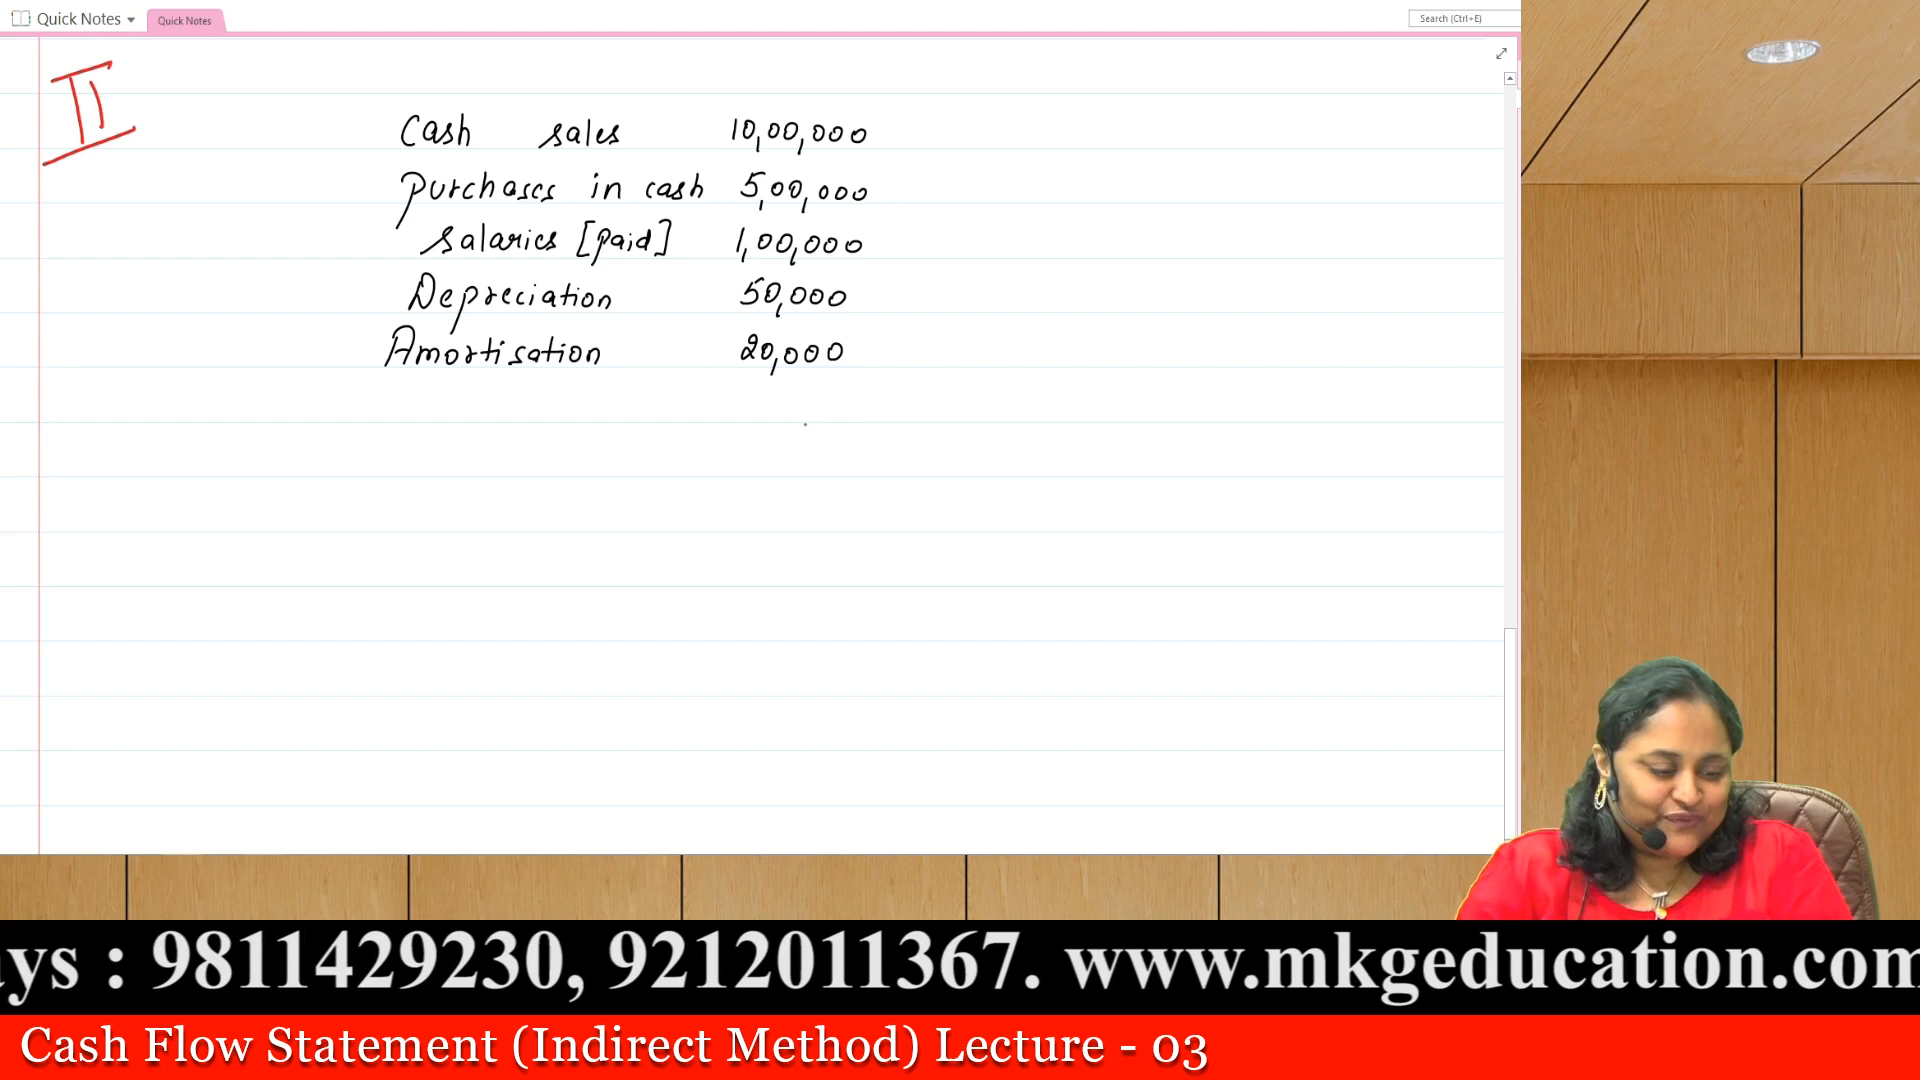 Quick Notes
Quick Notes
Search (Ctrl+E)
II
Cash sales 10,00,000
Purchases in cash 5,00,000
Salaries [paid] 1,00,000
Depreciation 50,000
Amortisation 20,000
ays : 9811429230, 9212011367. www.mkgeducation.com
Cash Flow Statement (Indirect Method) Lecture - 03